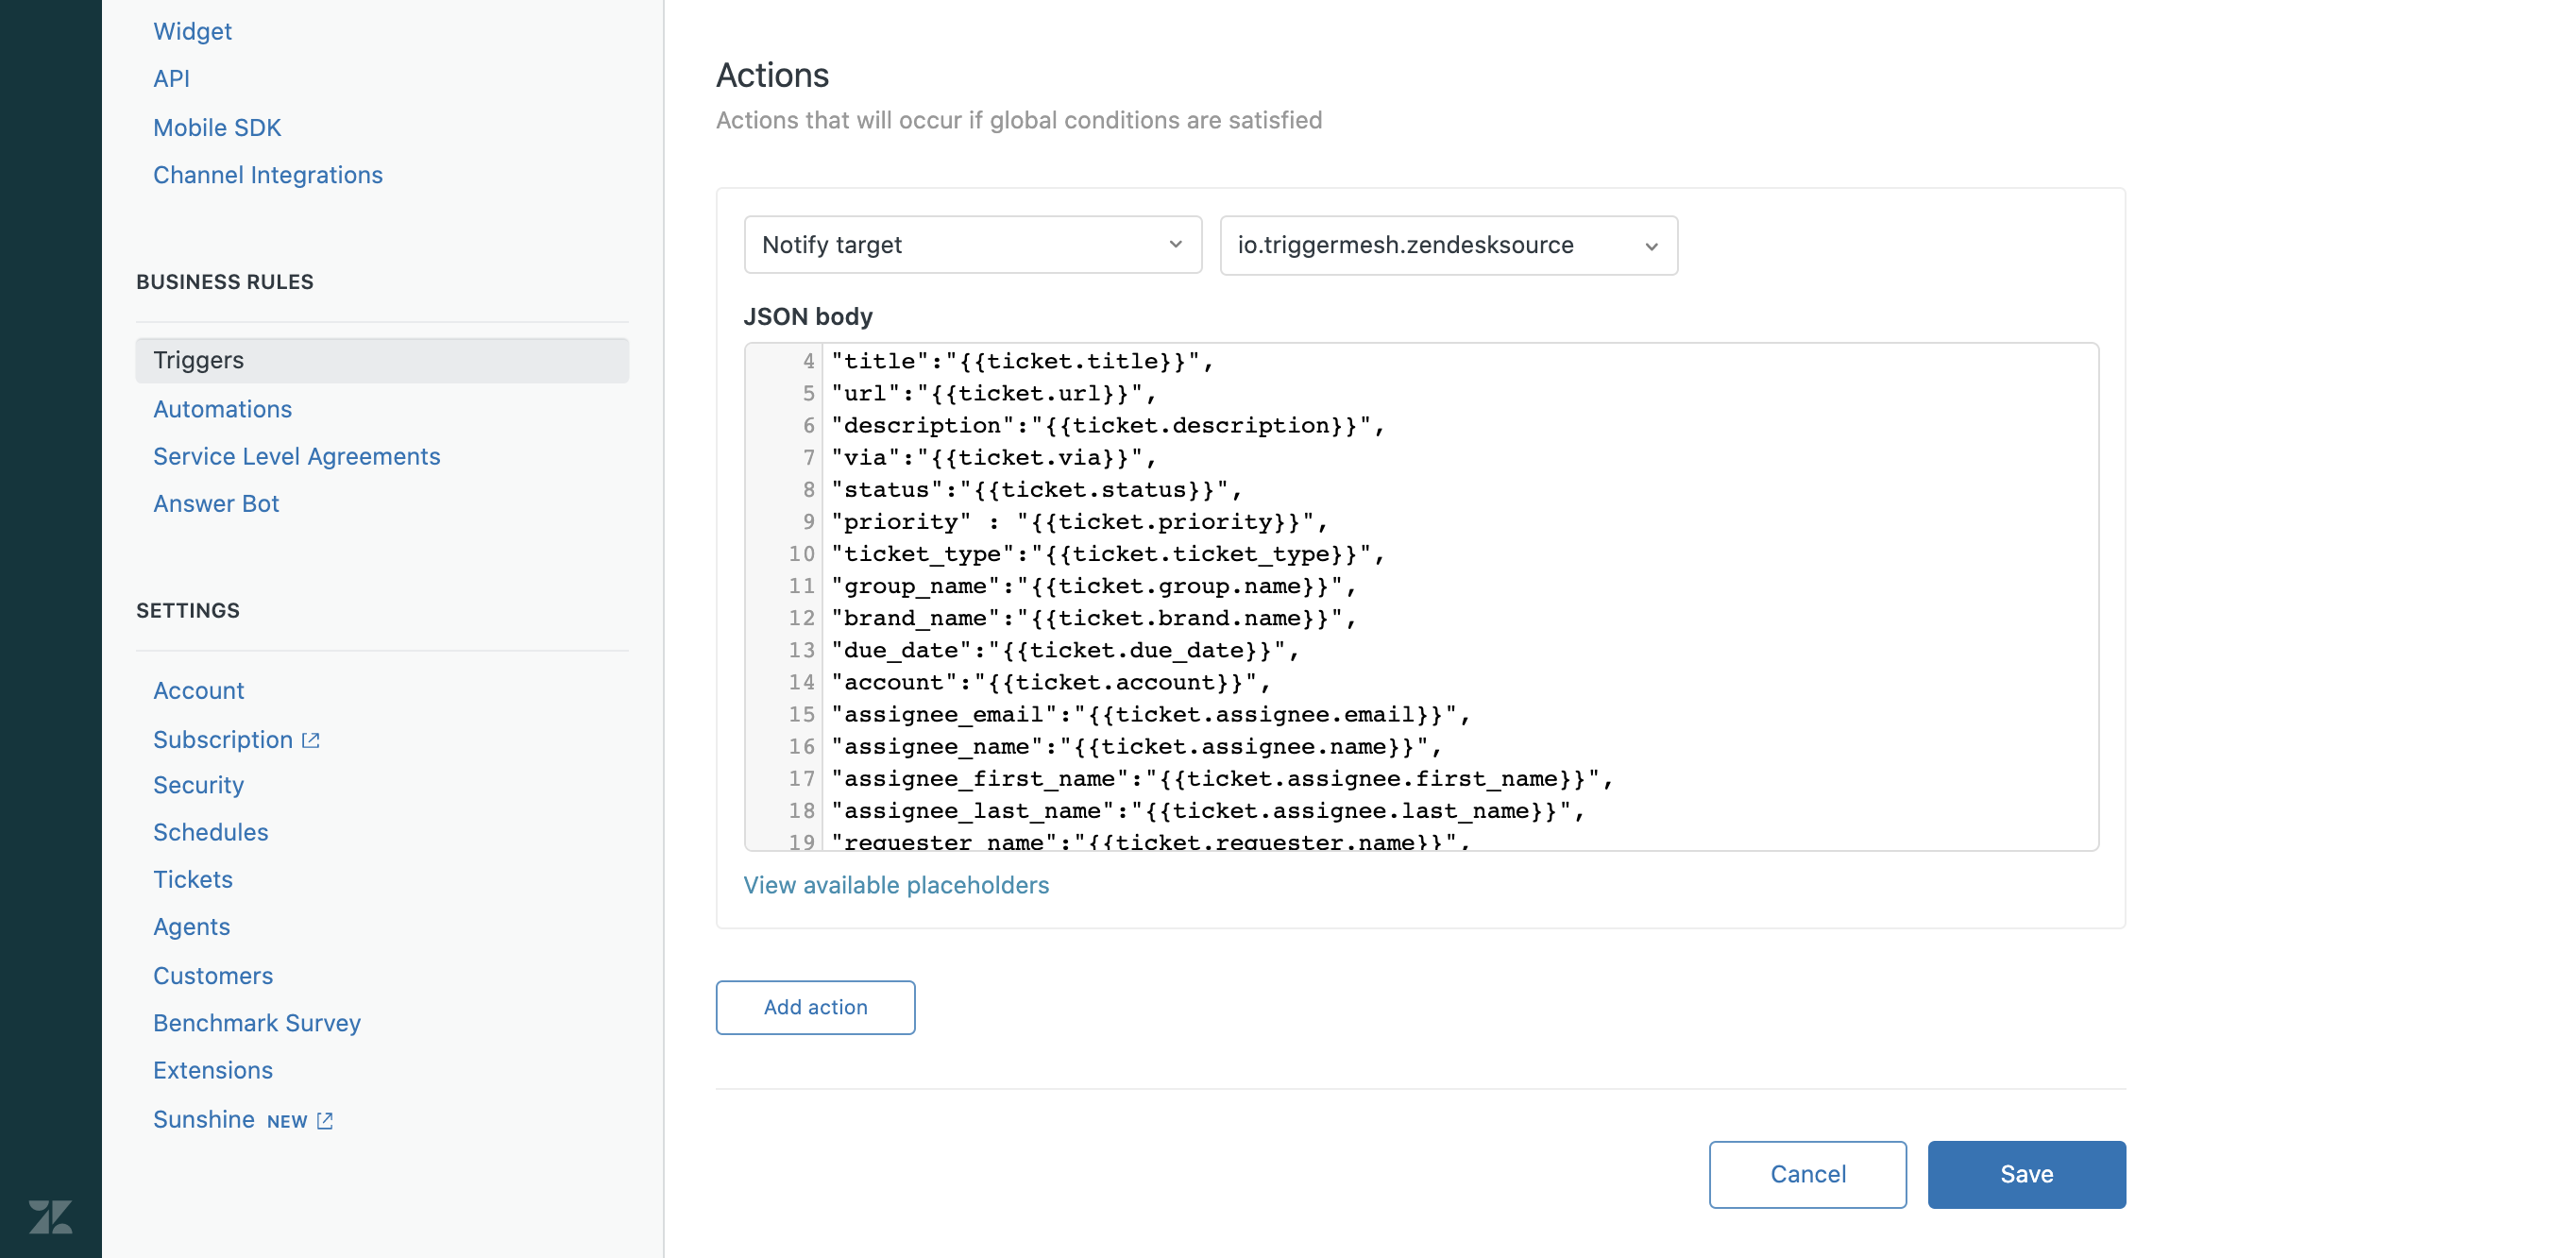 Widget
API
Mobile SDK
Channel Integrations
BUSINESS RULES
Triggers
Automations
Service Level Agreements
Answer Bot
SETTINGS
Account
Subscription
Security
Schedules
Tickets
Agents
Customers
Benchmark Survey
Extensions
Sunshine NEW
Actions
Actions that will occur if global conditions are satisfied
Notify target
io.triggermesh.zendesksource
JSON body
4 "title":"{{ticket.title}}",
5 "url":"{{ticket.url}}",
6 "description":"{{ticket.description}}",
7 "via":"{{ticket.via}}",
8 "status":"{{ticket.status}}",
9 "priority" : "{{ticket.priority}}",
10 "ticket_type":"{{ticket.ticket_type}}",
11 "group_name":"{{ticket.group.name}}",
12 "brand_name":"{{ticket.brand.name}}",
13 "due_date":"{{ticket.due_date}}",
14 "account":"{{ticket.account}}",
15 "assignee_email":"{{ticket.assignee.email}}",
16 "assignee_name":"{{ticket.assignee.name}}",
17 "assignee_first_name":"{{ticket.assignee.first_name}}",
18 "assignee_last_name":"{{ticket.assignee.last_name}}",
19 "requester_name":"{{ticket.requester.name}}",
View available placeholders
Add action
Cancel
Save